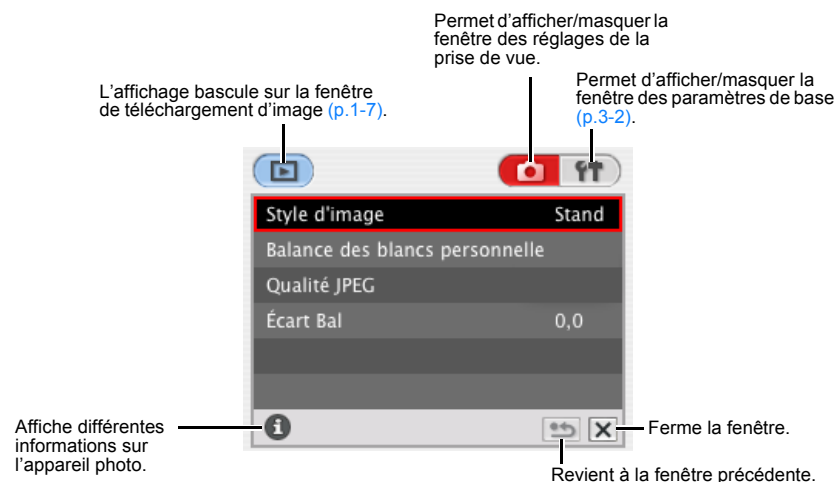 Permet d'afficher/masquer la
fenêtre des réglages de la
prise de vue.
L'affichage bascule sur la fenêtre
de téléchargement d'image (p.1-7).
Permet d'afficher/masquer la
fenêtre des paramètres de base
(p.3-2).
Style d'image Stand
Balance des blancs personnelle
Qualité JPEG
Écart Bal 0,0
Affiche différentes
informations sur
l'appareil photo.
Ferme la fenêtre.
Revient à la fenêtre précédente.